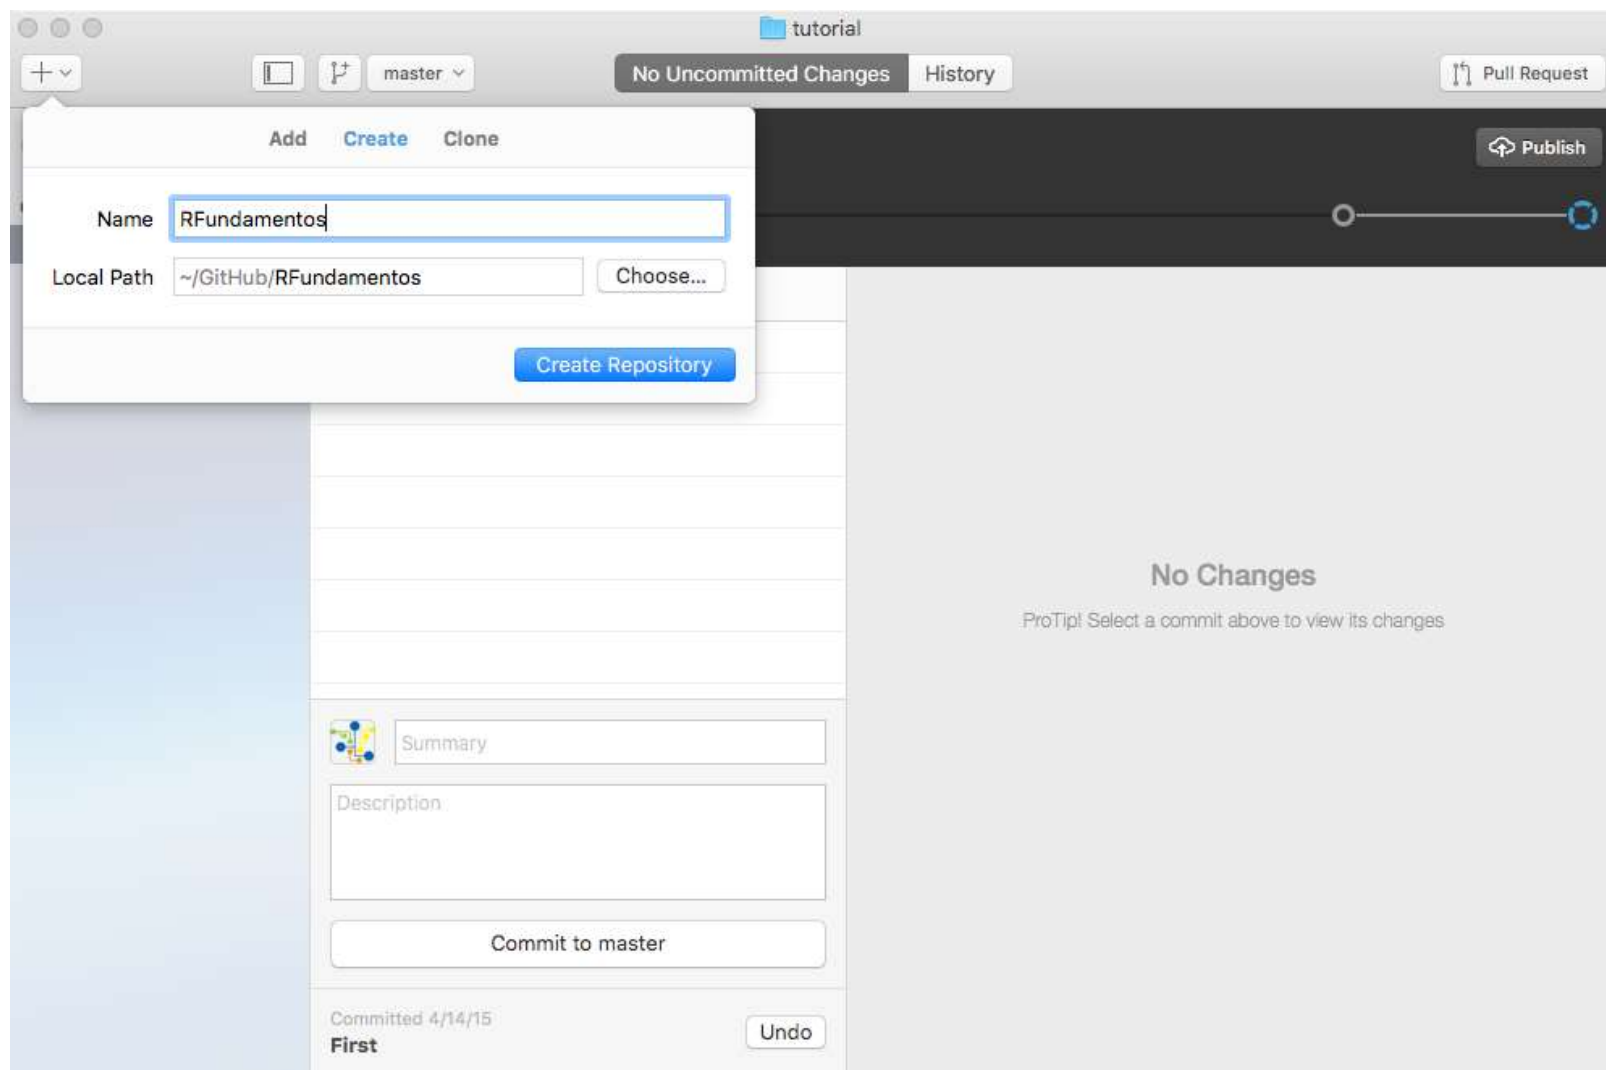 tutorial
master
No Uncommitted Changes
History
Pull Request
Add
Create
Clone
Publish
Name
RFundamentos
Local Path
~/GitHub/RFundamentos
Choose...
Create Repository
No Changes
ProTip! Select a commit above to view its changes
Summary
Description
Commit to master
Committed 4/14/15
First
Undo